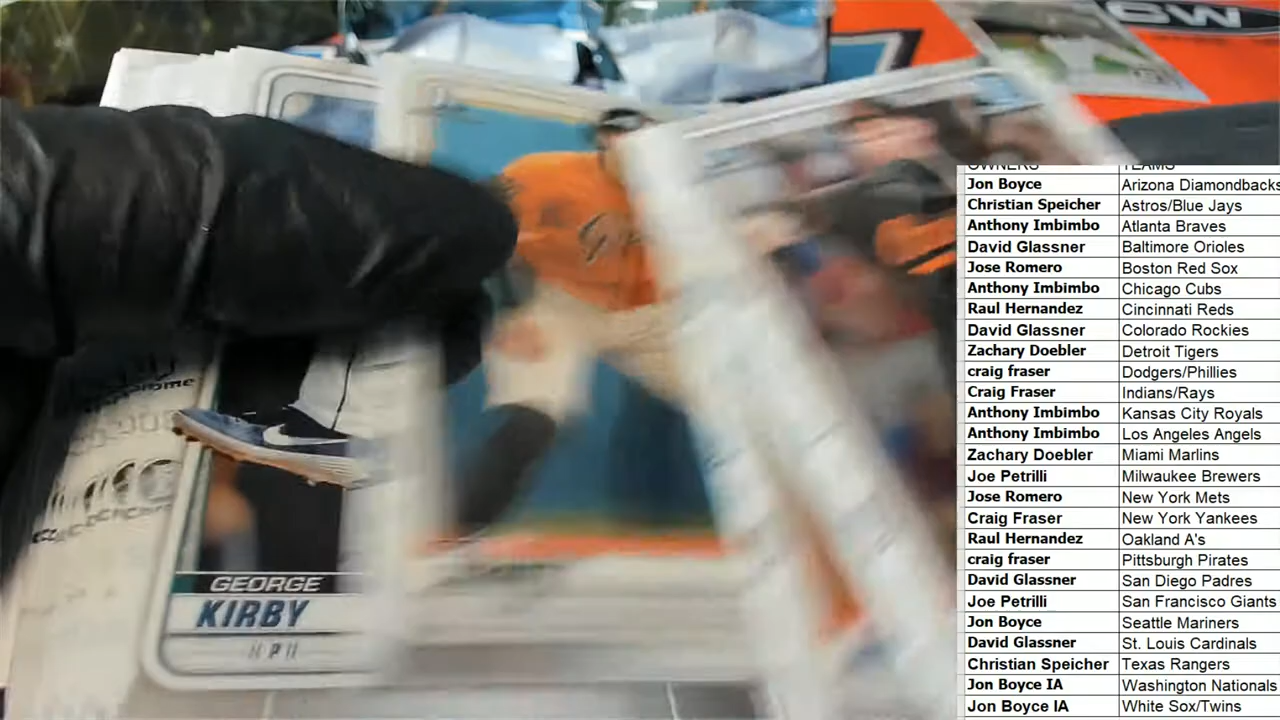 OW
OWNERS TEAMS
Jon Boyce Arizona Diamondbacks
Christian Speicher Astros/Blue Jays
Anthony Imbimbo Atlanta Braves
David Glassner Baltimore Orioles
Jose Romero Boston Red Sox
Anthony Imbimbo Chicago Cubs
Raul Hernandez Cincinnati Reds
David Glassner Colorado Rockies
Zachary Doebler Detroit Tigers
craig fraser Dodgers/Phillies
Craig Fraser Indians/Rays
Anthony Imbimbo Kansas City Royals
Anthony Imbimbo Los Angeles Angels
Zachary Doebler Miami Marlins
Joe Petrilli Milwaukee Brewers
Jose Romero New York Mets
Craig Fraser New York Yankees
Raul Hernandez Oakland A's
craig fraser Pittsburgh Pirates
David Glassner San Diego Padres
Joe Petrilli San Francisco Giants
Jon Boyce Seattle Mariners
David Glassner St. Louis Cardinals
Christian Speicher Texas Rangers
Jon Boyce IA Washington Nationals
Jon Boyce IA White Sox/Twins
GEORGE
KIRBY
// P //